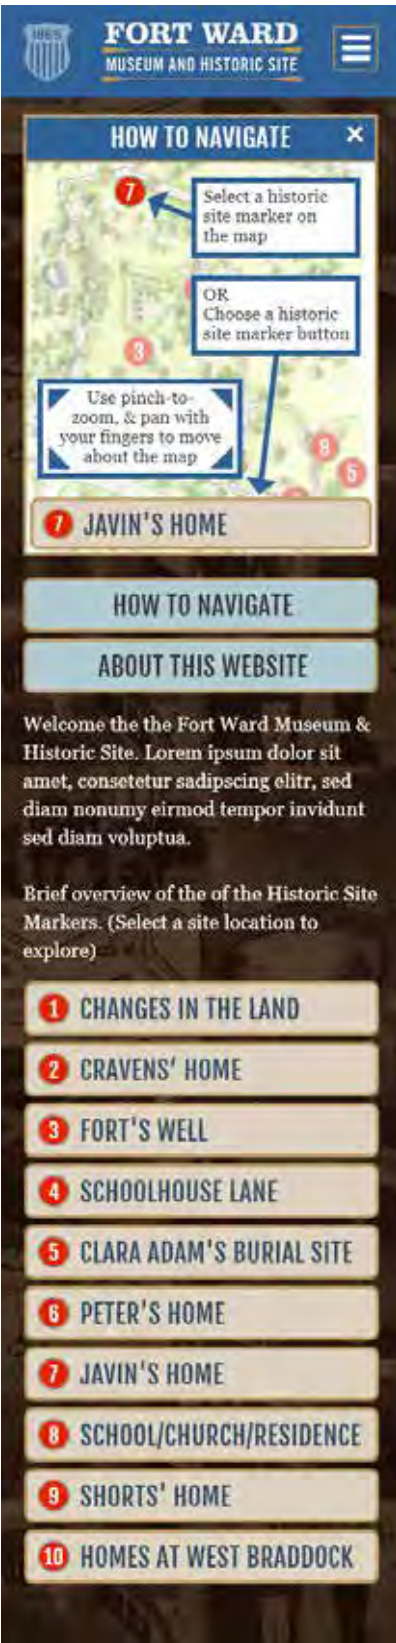 1865
FORT WARD
MUSEUM AND HISTORIC SITE
HOW TO NAVIGATE ×
7
Select a historic
site marker on
the map
OR
Choose a historic
site marker button
3
Use pinch-to-
zoom, & pan with
your fingers to move
about the map
8
5
7 JAVIN'S HOME
HOW TO NAVIGATE
ABOUT THIS WEBSITE
Welcome the the Fort Ward Museum &
Historic Site. Lorem ipsum dolor sit
amet, consetetur sadipscing elitr, sed
diam nonumy eirmod tempor invidunt
sed diam voluptua.
Brief overview of the of the Historic Site
Markers. (Select a site location to
explore)
1 CHANGES IN THE LAND
2 CRAVENS' HOME
3 FORT'S WELL
4 SCHOOLHOUSE LANE
5 CLARA ADAM'S BURIAL SITE
6 PETER'S HOME
7 JAVIN'S HOME
8 SCHOOL/CHURCH/RESIDENCE
9 SHORTS' HOME
10 HOMES AT WEST BRADDOCK